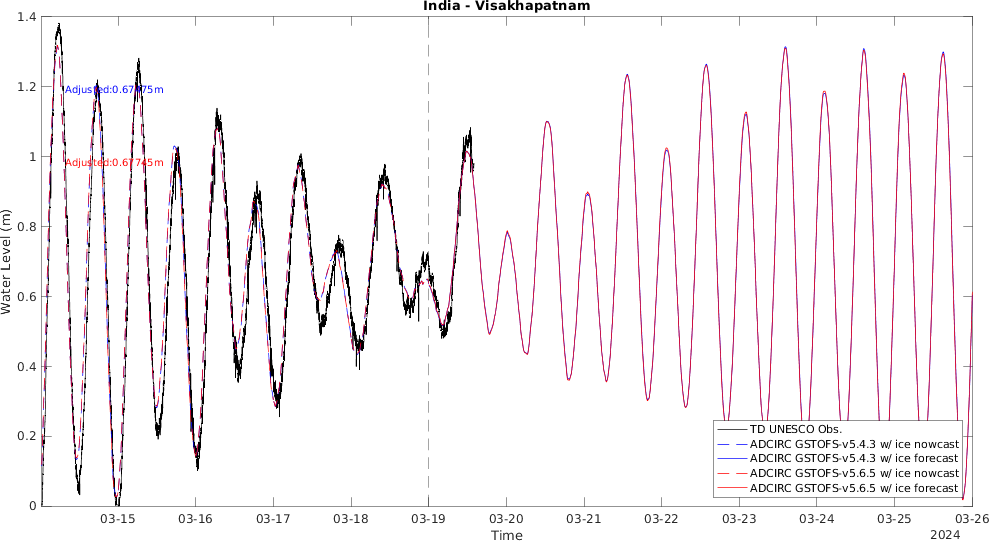 India - Visakhapatnam
Water Level (m)
1.4
1.2
1
0.8
0.6
0.4
0.2
0
Adjusted:0.67475m
Adjusted:0.67745m
TD UNESCO Obs.
ADCIRC GSTOFS-v5.4.3 w/ ice nowcast
ADCIRC GSTOFS-v5.4.3 w/ ice forecast
ADCIRC GSTOFS-v5.6.5 w/ ice nowcast
ADCIRC GSTOFS-v5.6.5 w/ ice forecast
03-15 03-16 03-17 03-18 03-19 03-20 03-21 03-22 03-23 03-24 03-25 03-26
Time
2024